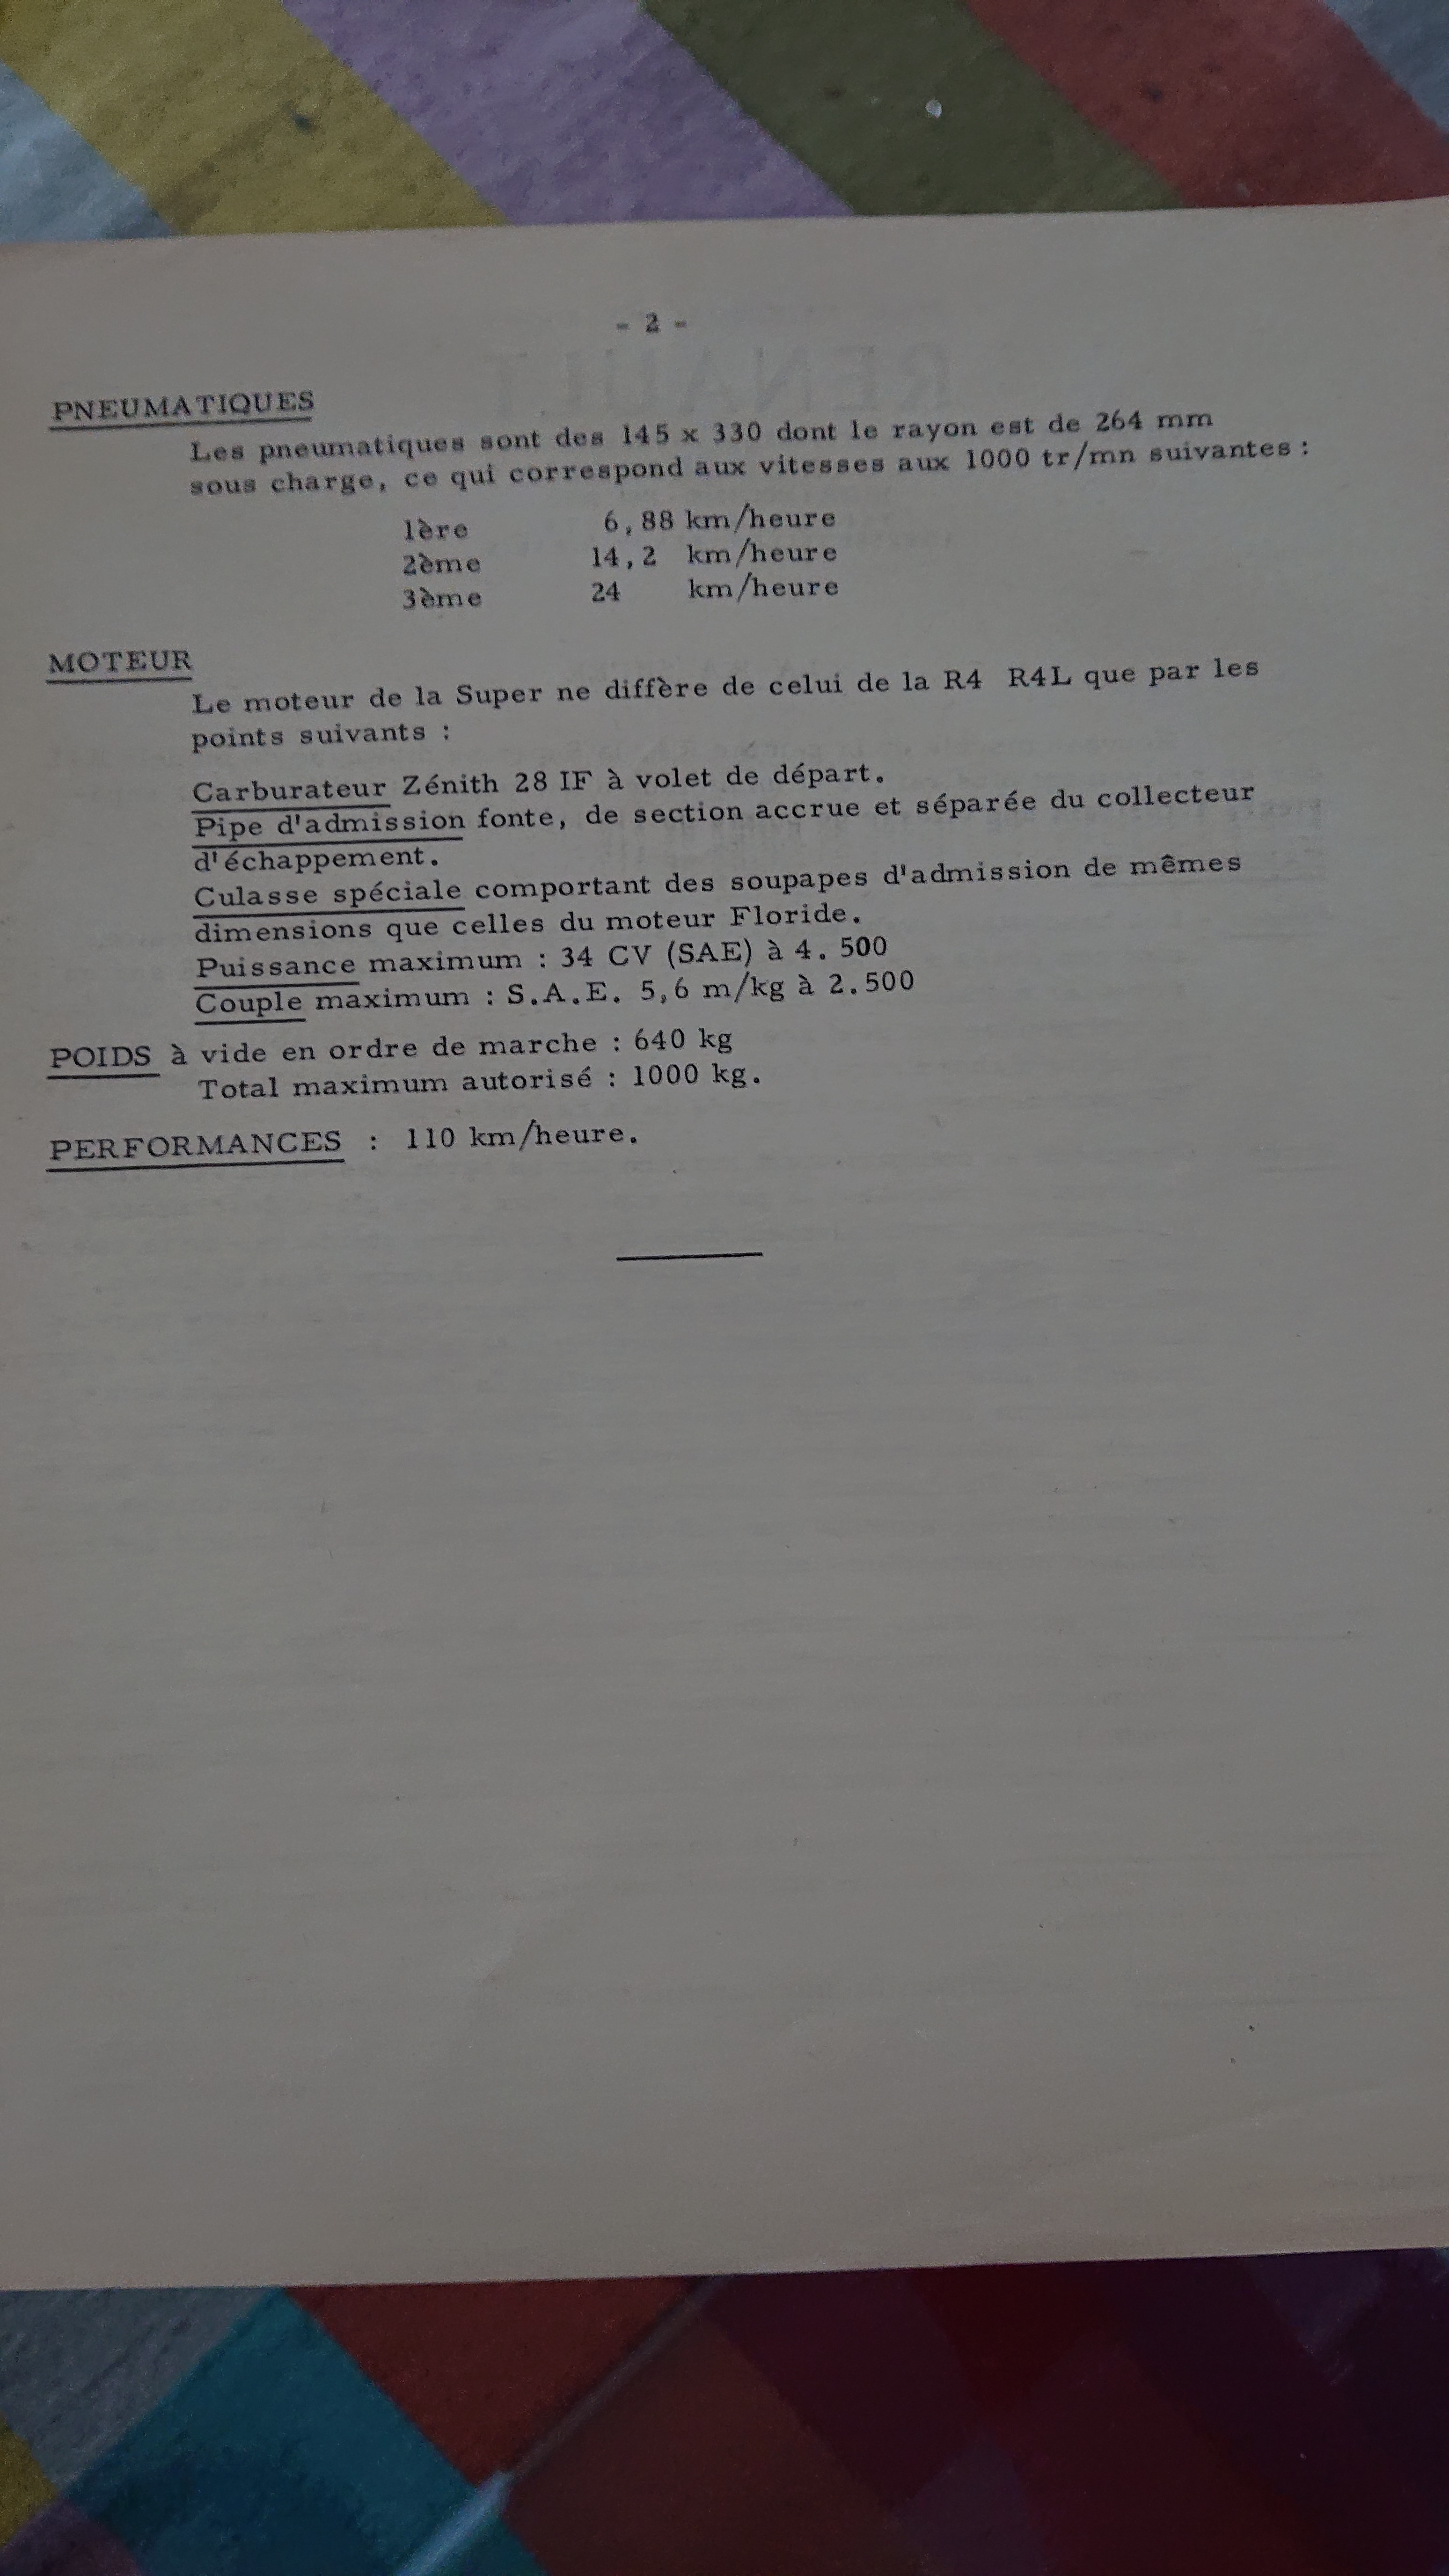 - 2 -
PNEUMATIQUES
Les pneumatiques sont des 145 x 330 dont le rayon est de 264 mm
sous charge, ce qui correspond aux vitesses aux 1000 tr/mn suivantes :
1ère 6,88 km/heure
2ème 14,2 km/heure
3ème 24 km/heure
MOTEUR
Le moteur de la Super ne diffère de celui de la R4 R4L que par les
points suivants :
Carburateur Zénith 28 IF à volet de départ.
Pipe d'admission fonte, de section accrue et séparée du collecteur
d'échappement.
Culasse spéciale comportant des soupapes d'admission de mêmes
dimensions que celles du moteur Floride.
Puissance maximum : 34 CV (SAE) à 4. 500
Couple maximum : S.A.E. 5,6 m/kg à 2.500
POIDS à vide en ordre de marche : 640 kg
Total maximum autorisé : 1000 kg.
PERFORMANCES : 110 km/heure.